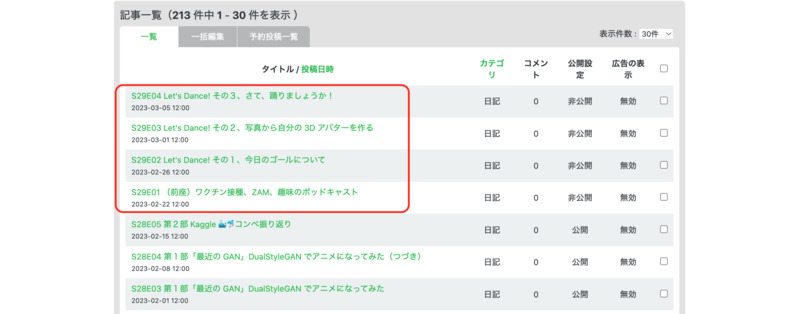 記事一覧（213 件中 1 - 30 件を表示 ）
一覧 一括編集 予約投稿一覧 表示件数 : 30件
タイトル / 投稿日時 カテゴリ コメント 公開設定 広告の表示
S29E04 Let's Dance! その３、さて、踊りましょうか！ 日記 0 非公開 無効
2023-03-05 12:00
S29E03 Let's Dance! その２、写真から自分の 3D アバターを作る 日記 0 非公開 無効
2023-03-01 12:00
S29E02 Let's Dance! その１、今日のゴールについて 日記 0 非公開 無効
2023-02-26 12:00
S29E01 （前座）ワクチン接種、ZAM、趣味のポッドキャスト 日記 0 非公開 無効
2023-02-22 12:00
S28E05 第２部 Kaggle 🐳🐬コンペ振り返り 日記 0 公開 無効
2023-02-15 12:00
S28E04 第１部「最近の GAN」DualStyleGAN でアニメになってみた（つづき） 日記 0 公開 無効
2023-02-08 12:00
S28E03 第１部「最近の GAN」DualStyleGAN でアニメになってみた 日記 0 公開 無効
2023-02-01 12:00